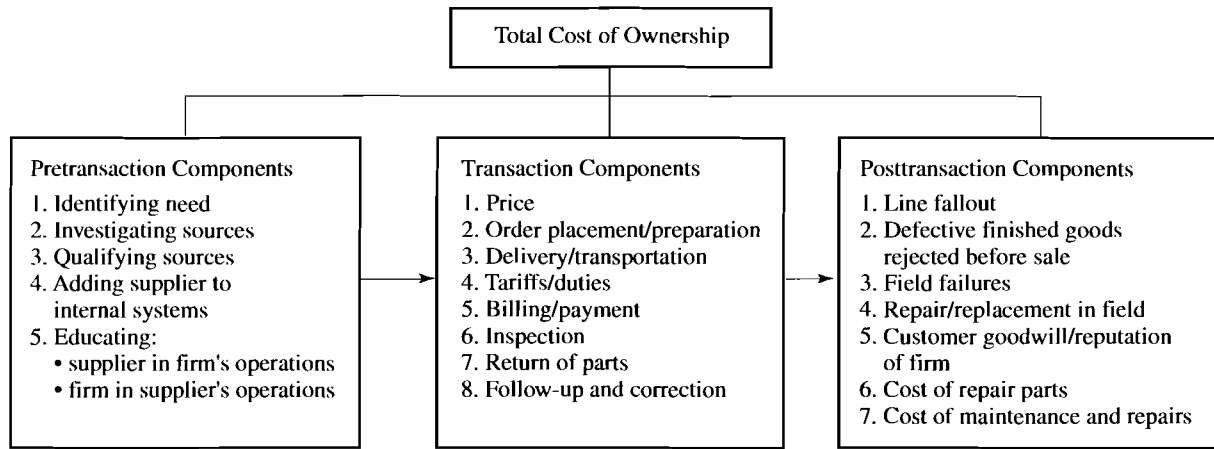 Total Cost of Ownership
Pretransaction Components
1. Identifying need
2. Investigating sources
3. Qualifying sources
4. Adding supplier to
internal systems
5. Educating:
• supplier in firm's operations
• firm in supplier's operations
Transaction Components
1. Price
2. Order placement/preparation
3. Delivery/transportation
4. Tariffs/duties
5. Billing/payment
6. Inspection
7. Return of parts
8. Follow-up and correction
Posttransaction Components
1. Line fallout
2. Defective finished goods
rejected before sale
3. Field failures
4. Repair/replacement in field
5. Customer goodwill/reputation
of firm
6. Cost of repair parts
7. Cost of maintenance and repairs